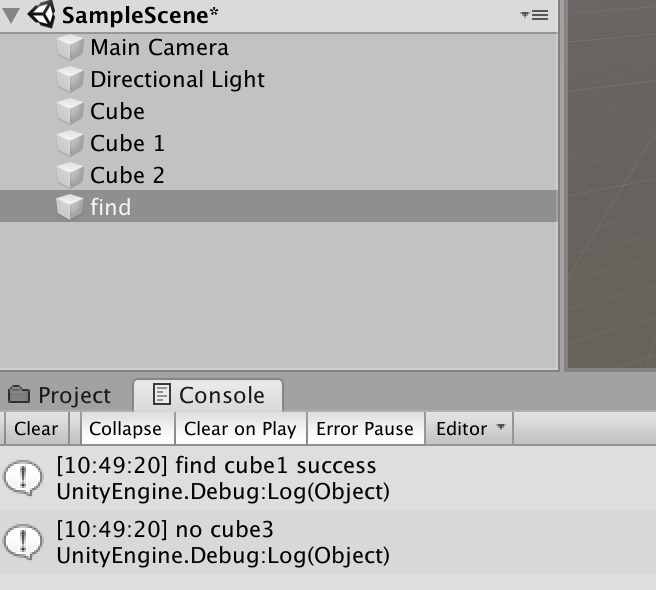 SampleScene*
Main Camera
Directional Light
Cube
Cube 1
Cube 2
find
Project
Console
Clear
Collapse
Clear on Play
Error Pause
Editor
[10:49:20] find cube1 success
UnityEngine.Debug:Log(Object)
[10:49:20] no cube3
UnityEngine.Debug:Log(Object)